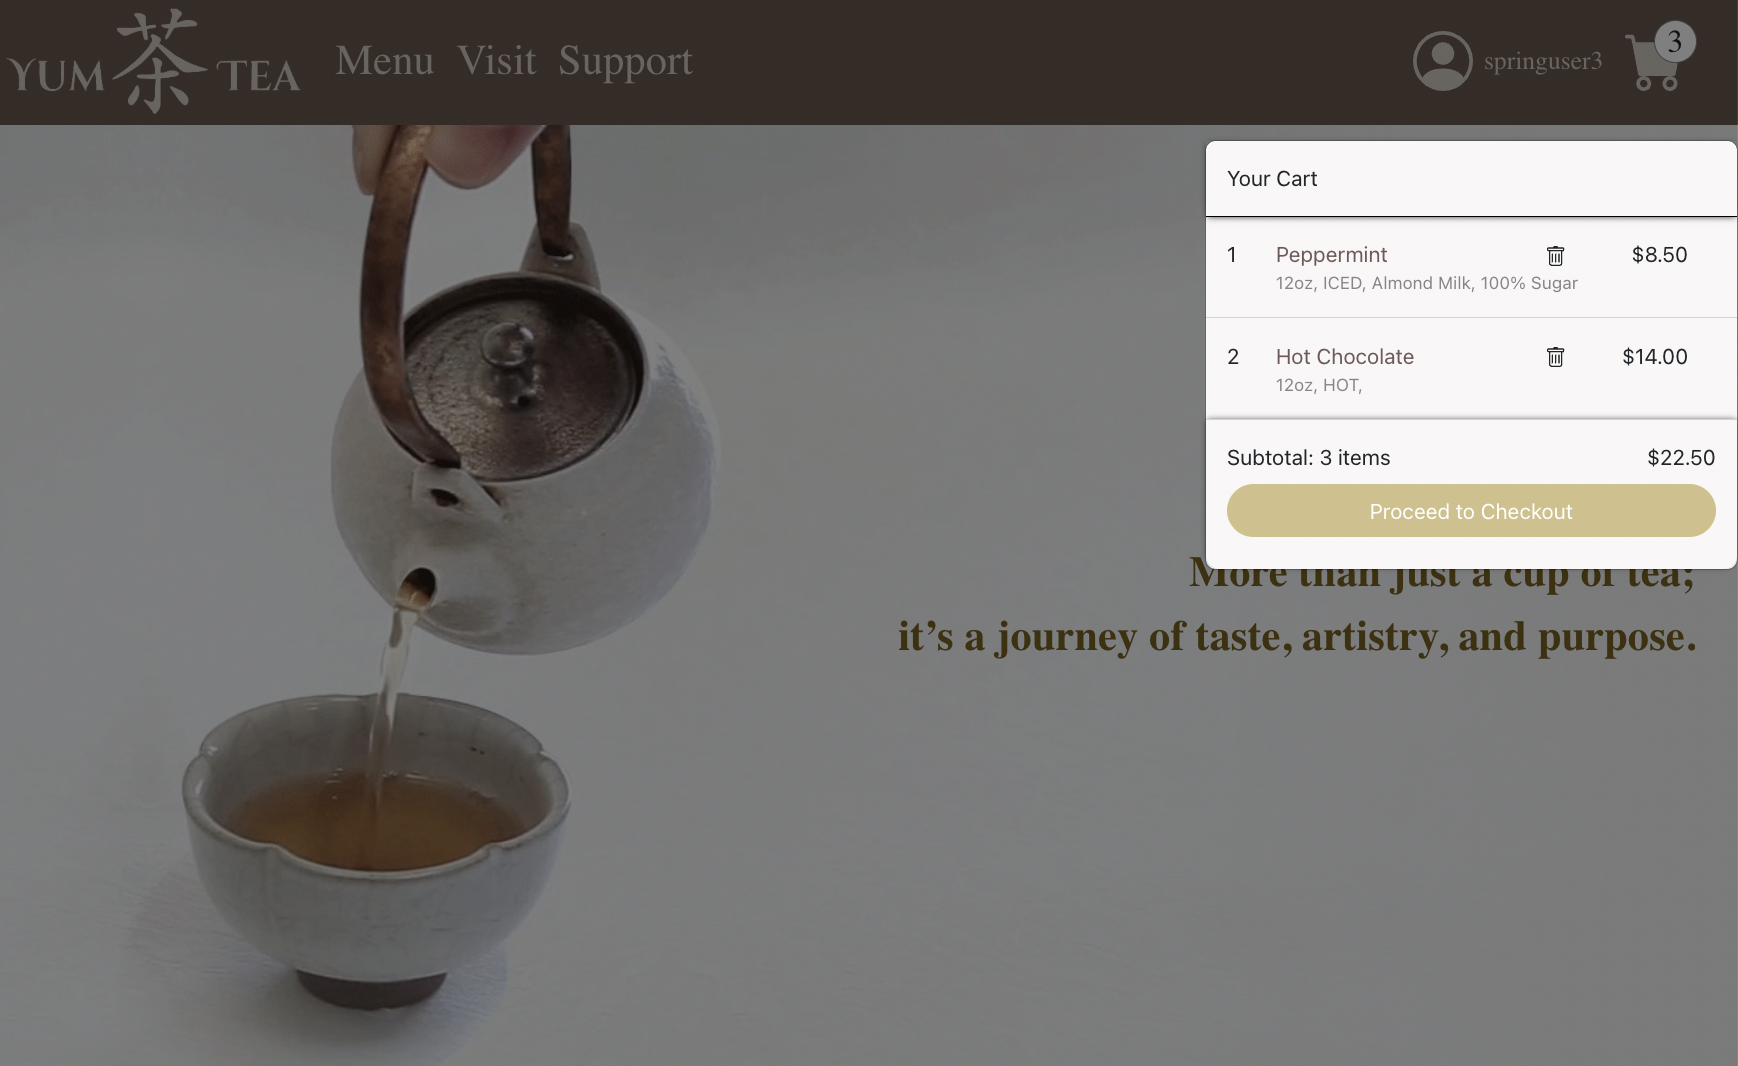 YUM 茶 TEA
Menu Visit Support
springuser3
3
Your Cart
1 Peppermint $8.50
12oz, ICED, Almond Milk, 100% Sugar
2 Hot Chocolate $14.00
12oz, HOT,
Subtotal: 3 items $22.50
Proceed to Checkout
More than just a cup of tea;
it’s a journey of taste, artistry, and purpose.